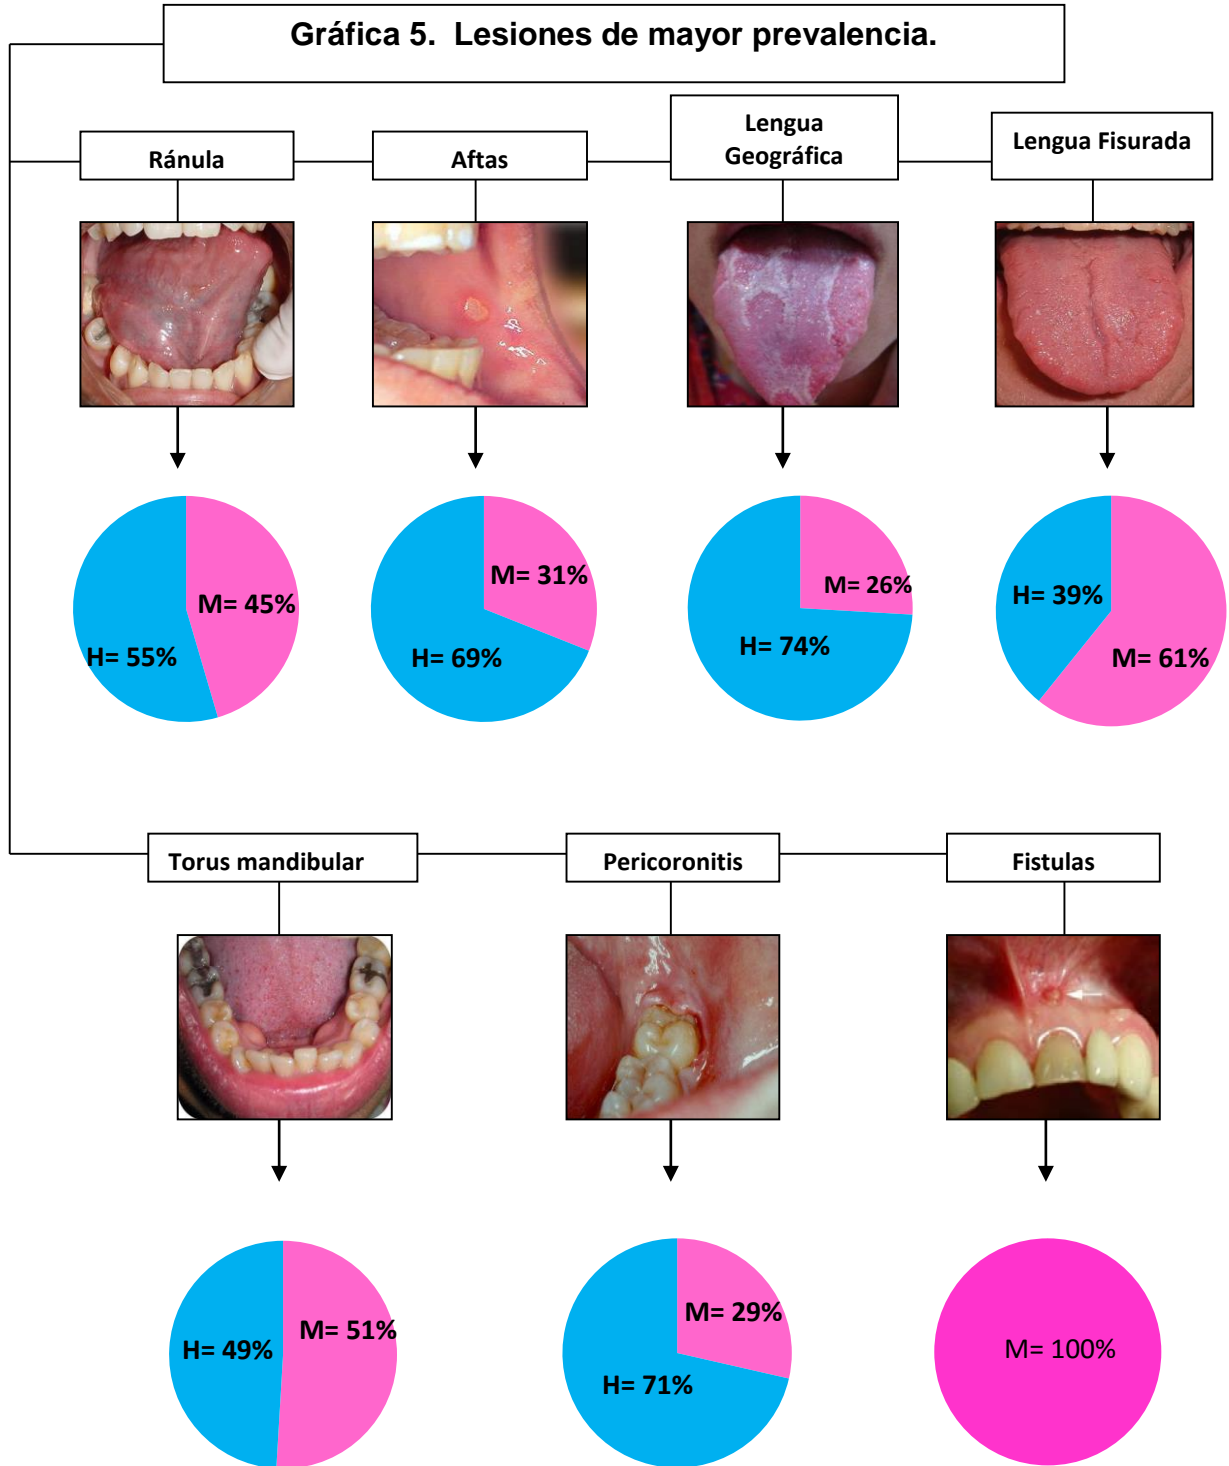 Gráfica 5. Lesiones de mayor prevalencia.
Ránula
Aftas
Lengua
Geográfica
Lengua Fisurada
M= 45%
H= 55%
M= 31%
H= 69%
M= 26%
H= 74%
H= 39%
M= 61%
Torus mandibular
Pericoronitis
Fistulas
H= 49%
M= 51%
M= 29%
H= 71%
M= 100%